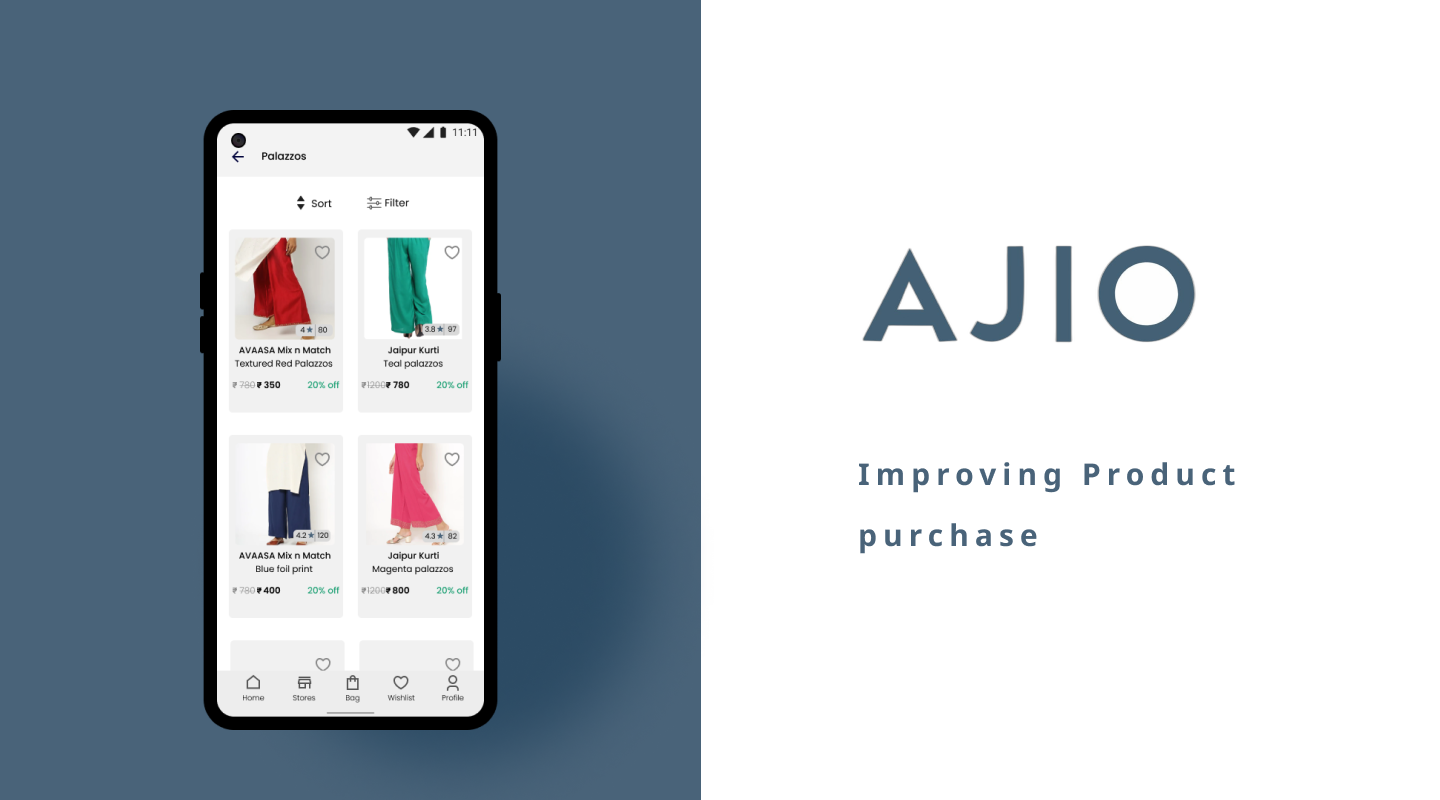 11:11
Palazzos
Sort Filter
4★ 80
3.8★ 97
AVAASA Mix n Match
Textured Red Palazzos
₹ 780 ₹ 350 20% off
Jaipur Kurti
Teal palazzos
₹1200 ₹ 780 20% off
4.2★ 120
4.3★ 82
AVAASA Mix n Match
Blue foil print
₹ 780 ₹ 400 20% off
Jaipur Kurti
Magenta palazzos
₹1200 ₹ 800 20% off
Home Stores Bag Wishlist Profile
AJIO
Improving Product
purchase